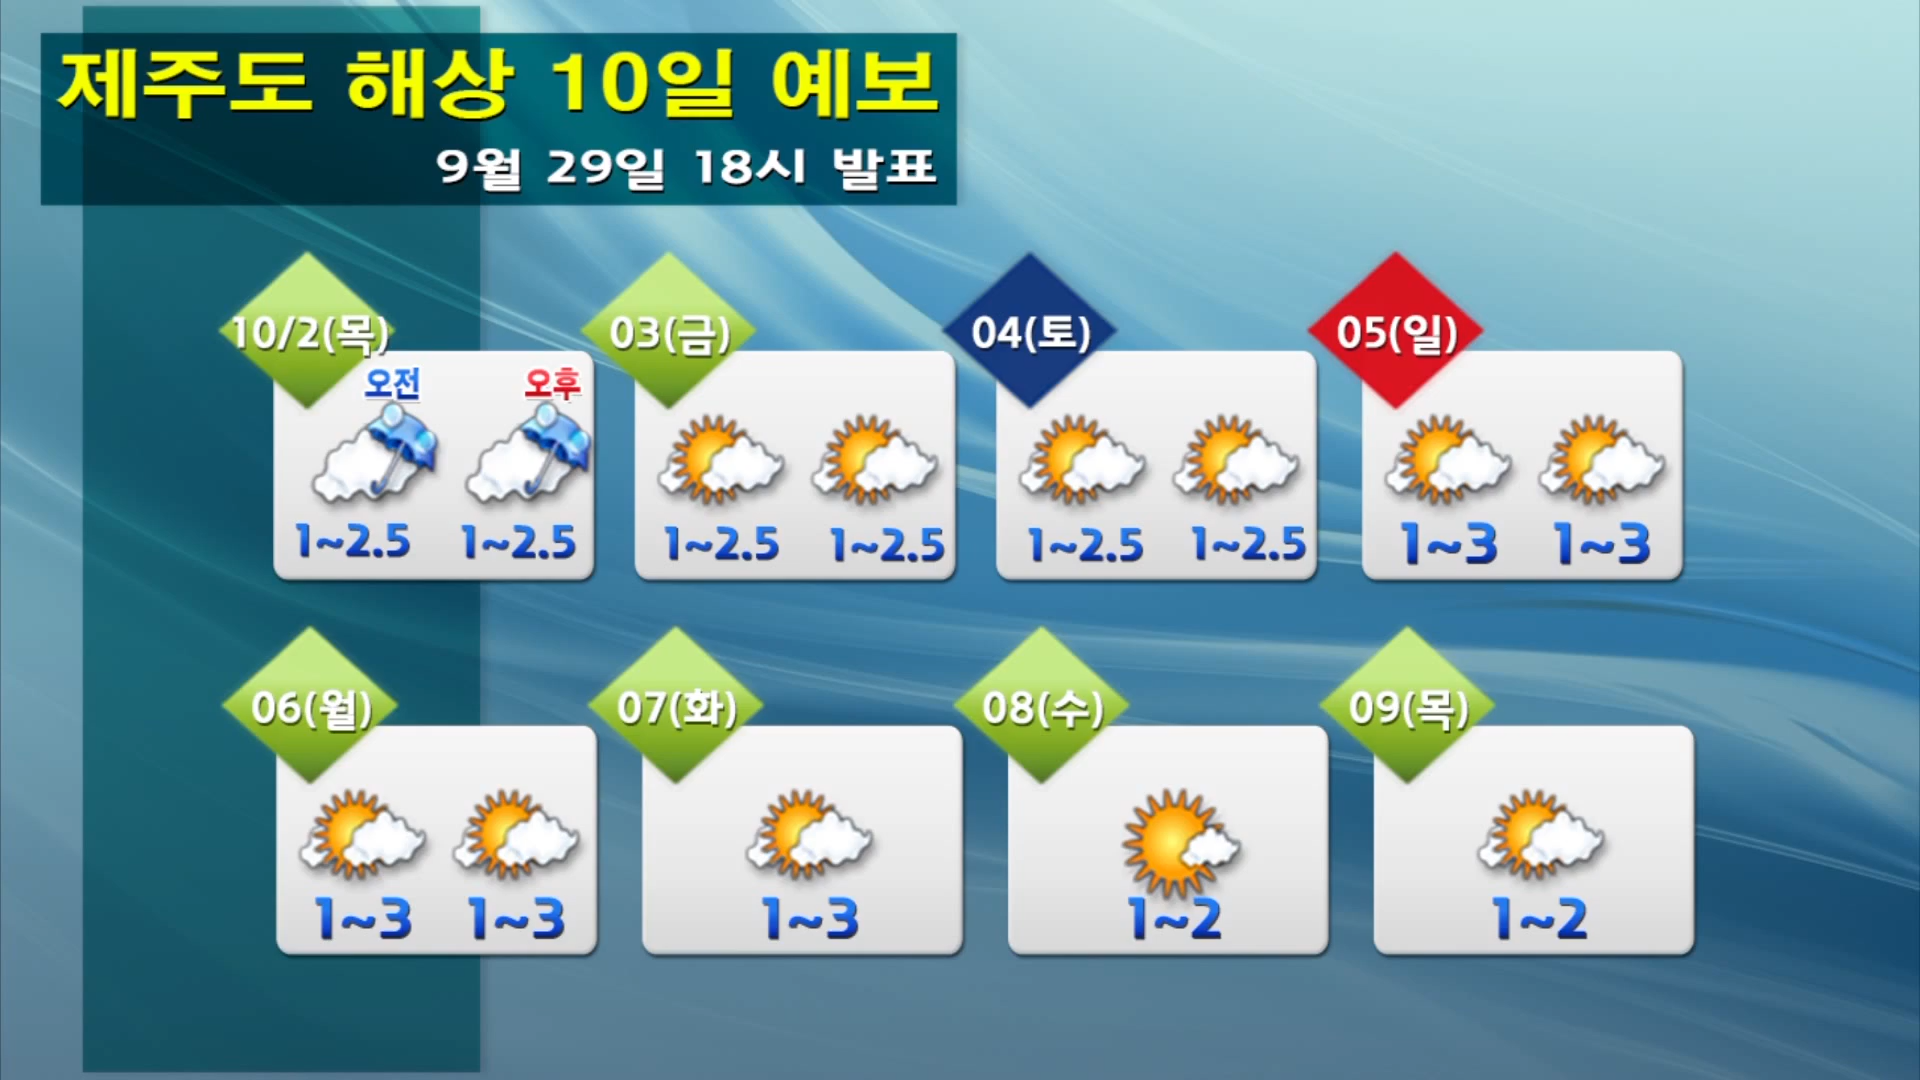 제주도 해상 10일 예보
9월 29일 18시 발표
10/2(목)
오전 오후
1~2.5 1~2.5
03(금)
1~2.5 1~2.5
04(토)
1~2.5 1~2.5
05(일)
1~3 1~3
06(월)
1~3 1~3
07(화)
1~3
08(수)
1~2
09(목)
1~2